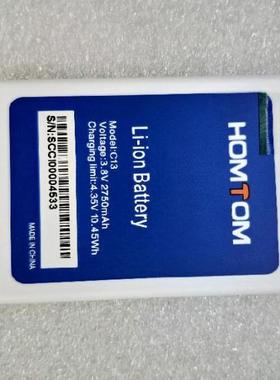 HOMTOM
Li-ion Battery
Model:C13
Voltage:3.8V 2750mAh
Charging limit:4.35V 10.45Wh
S/N:SCCI00004533
MADE IN CHINA